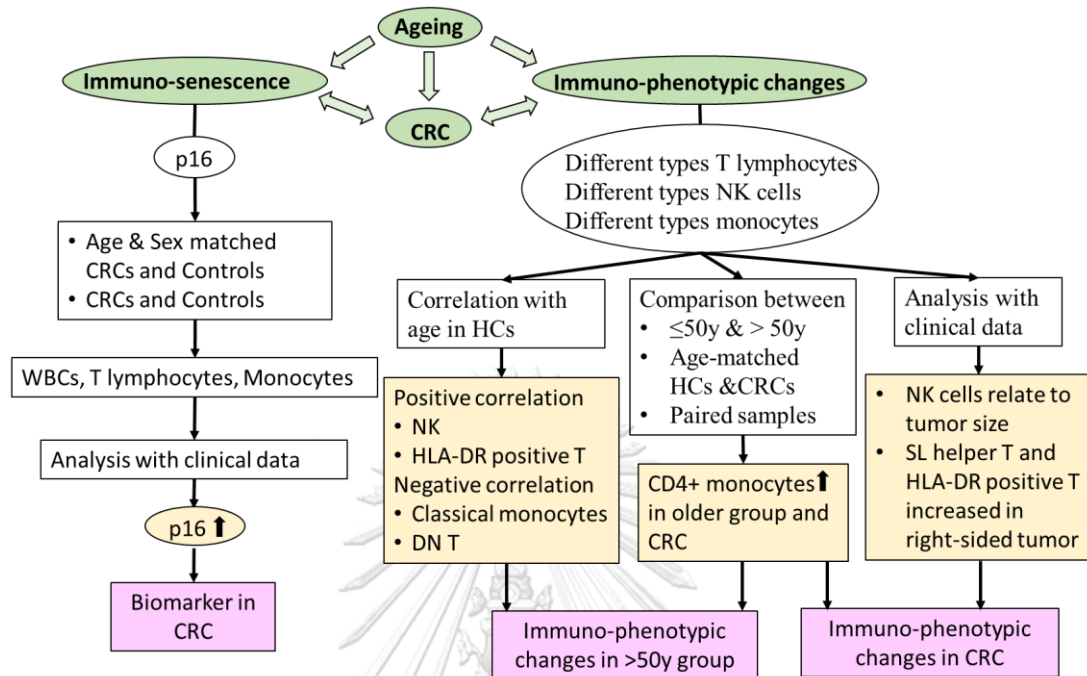 Ageing
Immuno-senescence
Immuno-phenotypic changes
CRC
p16
• Age & Sex matched
CRCs and Controls
• CRCs and Controls
WBCs, T lymphocytes, Monocytes
Analysis with clinical data
p16
Biomarker in
CRC
Different types T lymphocytes
Different types NK cells
Different types monocytes
Correlation with
age in HCs
Positive correlation
• NK
• HLA-DR positive T
Negative correlation
• Classical monocytes
• DN T
Comparison between
• ≤50y & > 50y
• Age-matched
HCs &CRCs
• Paired samples
CD4+ monocytes
in older group and
CRC
Analysis with
clinical data
• NK cells relate to
tumor size
• SL helper T and
HLA-DR positive T
increased in
right-sided tumor
Immuno-phenotypic
changes in >50y group
Immuno-phenotypic
changes in CRC